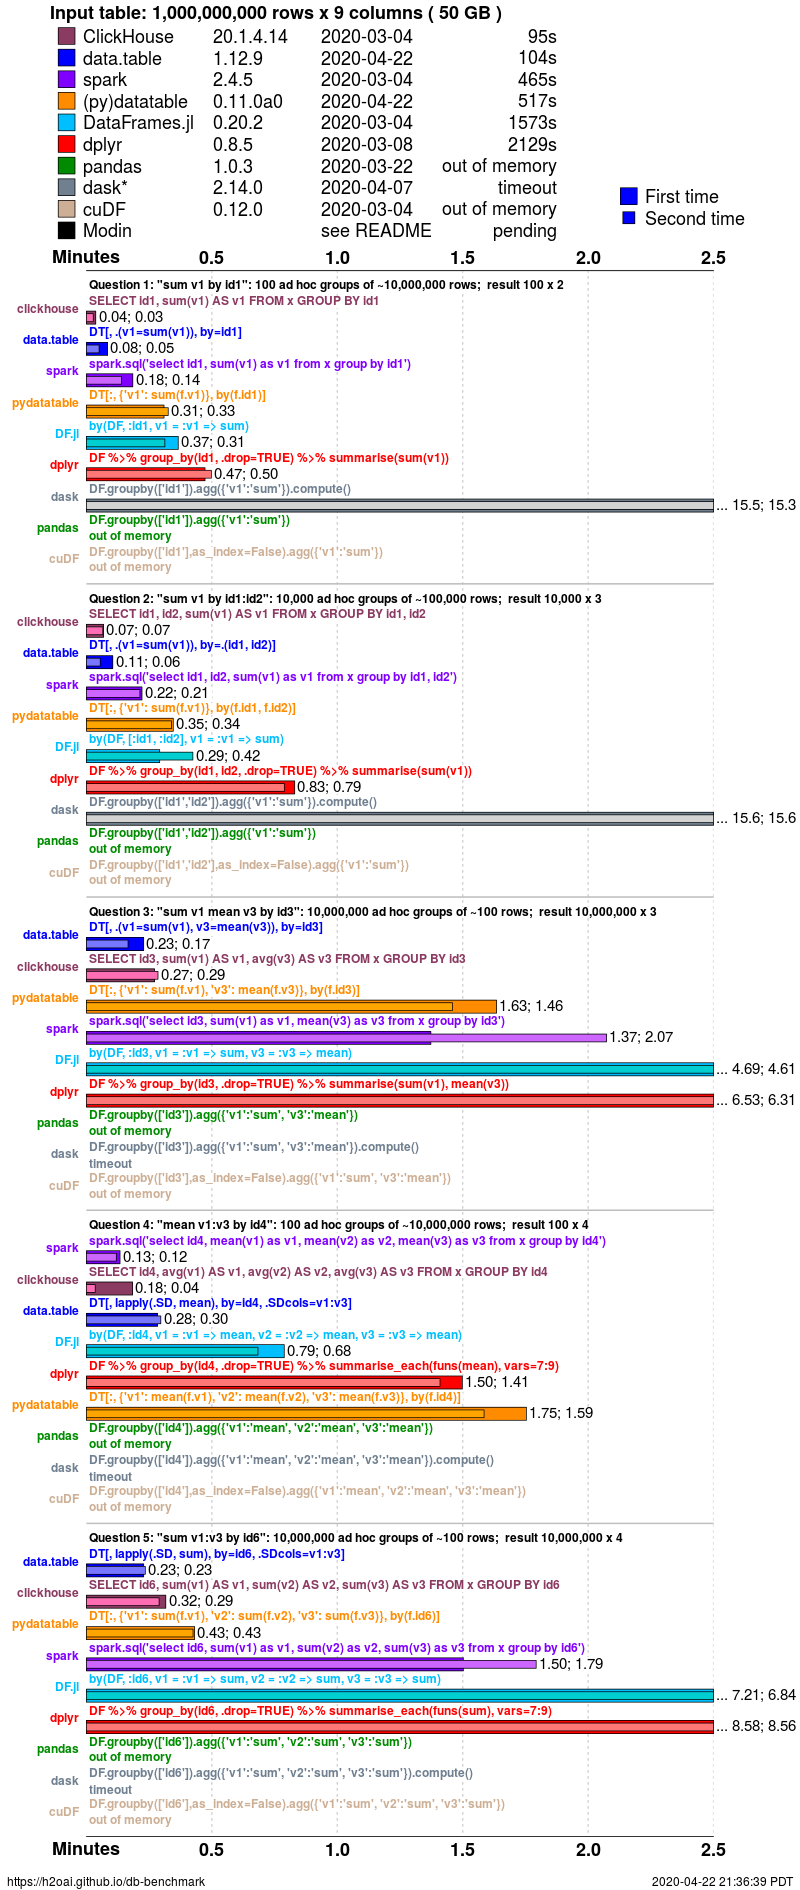 Input table: 1,000,000,000 rows x 9 columns ( 50 GB )
ClickHouse 20.1.4.14 2020-03-04 95s
data.table 1.12.9 2020-04-22 104s
spark 2.4.5 2020-03-04 465s
(py)datatable 0.11.0a0 2020-04-22 517s
DataFrames.jl 0.20.2 2020-03-04 1573s
dplyr 0.8.5 2020-03-08 2129s
pandas 1.0.3 2020-03-22 out of memory
dask* 2.14.0 2020-04-07 timeout
cuDF 0.12.0 2020-03-04 out of memory
Modin see README pending
First time
Second time
Minutes 0.5 1.0 1.5 2.0 2.5
Question 1: "sum v1 by id1": 100 ad hoc groups of ~10,000,000 rows;  result 100 x 2
SELECT id1, sum(v1) AS v1 FROM x GROUP BY id1
clickhouse 0.04; 0.03
DT[, .(v1=sum(v1)), by=id1]
data.table 0.08; 0.05
spark.sql('select id1, sum(v1) as v1 from x group by id1')
spark 0.18; 0.14
DT[:, {'v1': sum(f.v1)}, by(f.id1)]
pydatatable 0.31; 0.33
by(DF, :id1, v1 = :v1 => sum)
DF.jl 0.37; 0.31
DF %>% group_by(id1, .drop=TRUE) %>% summarise(sum(v1))
dplyr 0.47; 0.50
DF.groupby(['id1']).agg({'v1':'sum'}).compute()
dask ... 15.5; 15.3
DF.groupby(['id1']).agg({'v1':'sum'})
pandas out of memory
DF.groupby(['id1'],as_index=False).agg({'v1':'sum'})
cuDF out of memory
Question 2: "sum v1 by id1:id2": 10,000 ad hoc groups of ~100,000 rows;  result 10,000 x 3
SELECT id1, id2, sum(v1) AS v1 FROM x GROUP BY id1, id2
clickhouse 0.07; 0.07
DT[, .(v1=sum(v1)), by=.(id1, id2)]
data.table 0.11; 0.06
spark.sql('select id1, id2, sum(v1) as v1 from x group by id1, id2')
spark 0.22; 0.21
DT[:, {'v1': sum(f.v1)}, by(f.id1, f.id2)]
pydatatable 0.35; 0.34
by(DF, [:id1, :id2], v1 = :v1 => sum)
DF.jl 0.29; 0.42
DF %>% group_by(id1, id2, .drop=TRUE) %>% summarise(sum(v1))
dplyr 0.83; 0.79
DF.groupby(['id1','id2']).agg({'v1':'sum'}).compute()
dask ... 15.6; 15.6
DF.groupby(['id1','id2']).agg({'v1':'sum'})
pandas out of memory
DF.groupby(['id1','id2'],as_index=False).agg({'v1':'sum'})
cuDF out of memory
Question 3: "sum v1 mean v3 by id3": 10,000,000 ad hoc groups of ~100 rows;  result 10,000,000 x 3
DT[, .(v1=sum(v1), v3=mean(v3)), by=id3]
data.table 0.23; 0.17
SELECT id3, sum(v1) AS v1, avg(v3) AS v3 FROM x GROUP BY id3
clickhouse 0.27; 0.29
DT[:, {'v1': sum(f.v1), 'v3': mean(f.v3)}, by(f.id3)]
pydatatable 1.63; 1.46
spark.sql('select id3, sum(v1) as v1, mean(v3) as v3 from x group by id3')
spark 1.37; 2.07
by(DF, :id3, v1 = :v1 => sum, v3 = :v3 => mean)
DF.jl ... 4.69; 4.61
DF %>% group_by(id3, .drop=TRUE) %>% summarise(sum(v1), mean(v3))
dplyr ... 6.53; 6.31
DF.groupby(['id3']).agg({'v1':'sum', 'v3':'mean'})
pandas out of memory
DF.groupby(['id3']).agg({'v1':'sum', 'v3':'mean'}).compute()
dask timeout
DF.groupby(['id3'],as_index=False).agg({'v1':'sum', 'v3':'mean'})
cuDF out of memory
Question 4: "mean v1:v3 by id4": 100 ad hoc groups of ~10,000,000 rows;  result 100 x 4
spark.sql('select id4, mean(v1) as v1, mean(v2) as v2, mean(v3) as v3 from x group by id4')
spark 0.13; 0.12
SELECT id4, avg(v1) AS v1, avg(v2) AS v2, avg(v3) AS v3 FROM x GROUP BY id4
clickhouse 0.18; 0.04
DT[, lapply(.SD, mean), by=id4, .SDcols=v1:v3]
data.table 0.28; 0.30
by(DF, :id4, v1 = :v1 => mean, v2 = :v2 => mean, v3 = :v3 => mean)
DF.jl 0.79; 0.68
DF %>% group_by(id4, .drop=TRUE) %>% summarise_each(funs(mean), vars=7:9)
dplyr 1.50; 1.41
DT[:, {'v1': mean(f.v1), 'v2': mean(f.v2), 'v3': mean(f.v3)}, by(f.id4)]
pydatatable 1.75; 1.59
DF.groupby(['id4']).agg({'v1':'mean', 'v2':'mean', 'v3':'mean'})
pandas out of memory
DF.groupby(['id4']).agg({'v1':'mean', 'v2':'mean', 'v3':'mean'}).compute()
dask timeout
DF.groupby(['id4'],as_index=False).agg({'v1':'mean', 'v2':'mean', 'v3':'mean'})
cuDF out of memory
Question 5: "sum v1:v3 by id6": 10,000,000 ad hoc groups of ~100 rows;  result 10,000,000 x 4
DT[, lapply(.SD, sum), by=id6, .SDcols=v1:v3]
data.table 0.23; 0.23
SELECT id6, sum(v1) AS v1, sum(v2) AS v2, sum(v3) AS v3 FROM x GROUP BY id6
clickhouse 0.32; 0.29
DT[:, {'v1': sum(f.v1), 'v2': sum(f.v2), 'v3': sum(f.v3)}, by(f.id6)]
pydatatable 0.43; 0.43
spark.sql('select id6, sum(v1) as v1, sum(v2) as v2, sum(v3) as v3 from x group by id6')
spark 1.50; 1.79
by(DF, :id6, v1 = :v1 => sum, v2 = :v2 => sum, v3 = :v3 => sum)
DF.jl ... 7.21; 6.84
DF %>% group_by(id6, .drop=TRUE) %>% summarise_each(funs(sum), vars=7:9)
dplyr ... 8.58; 8.56
DF.groupby(['id6']).agg({'v1':'sum', 'v2':'sum', 'v3':'sum'})
pandas out of memory
DF.groupby(['id6']).agg({'v1':'sum', 'v2':'sum', 'v3':'sum'}).compute()
dask timeout
DF.groupby(['id6'],as_index=False).agg({'v1':'sum', 'v2':'sum', 'v3':'sum'})
cuDF out of memory
Minutes 0.5 1.0 1.5 2.0 2.5
https://h2oai.github.io/db-benchmark 2020-04-22 21:36:39 PDT